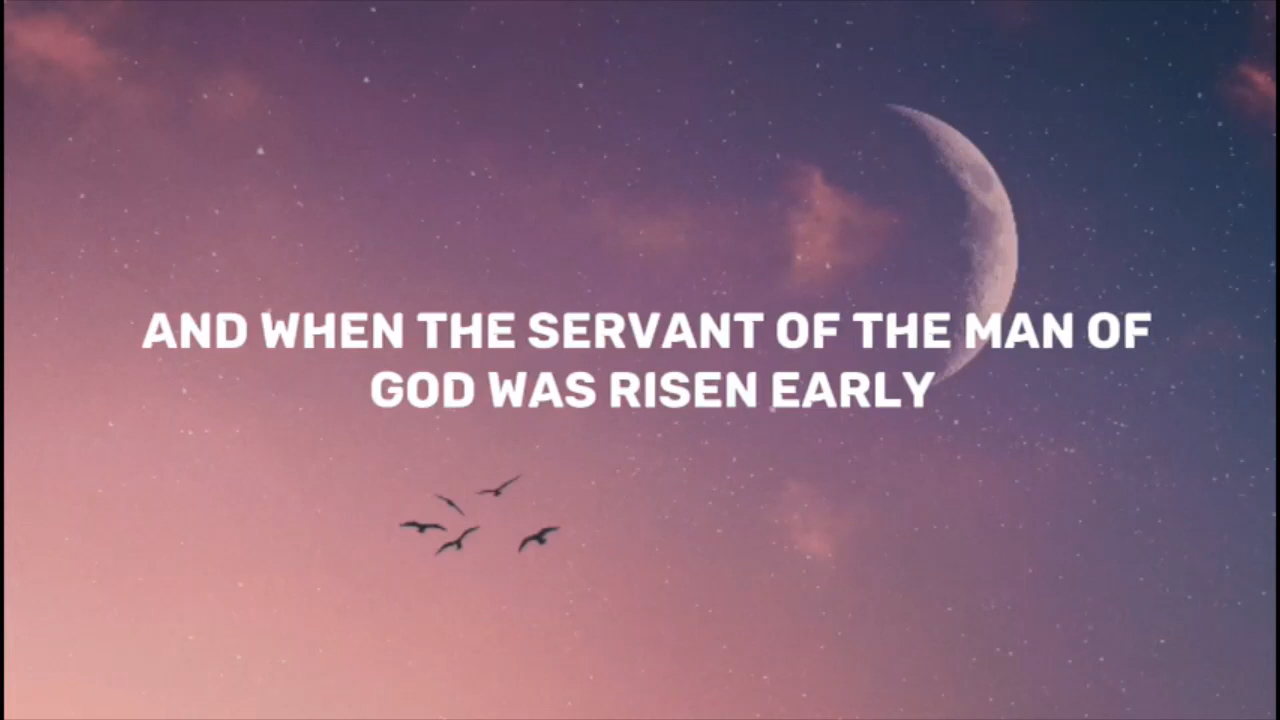 AND WHEN THE SERVANT OF THE MAN OF
GOD WAS RISEN EARLY